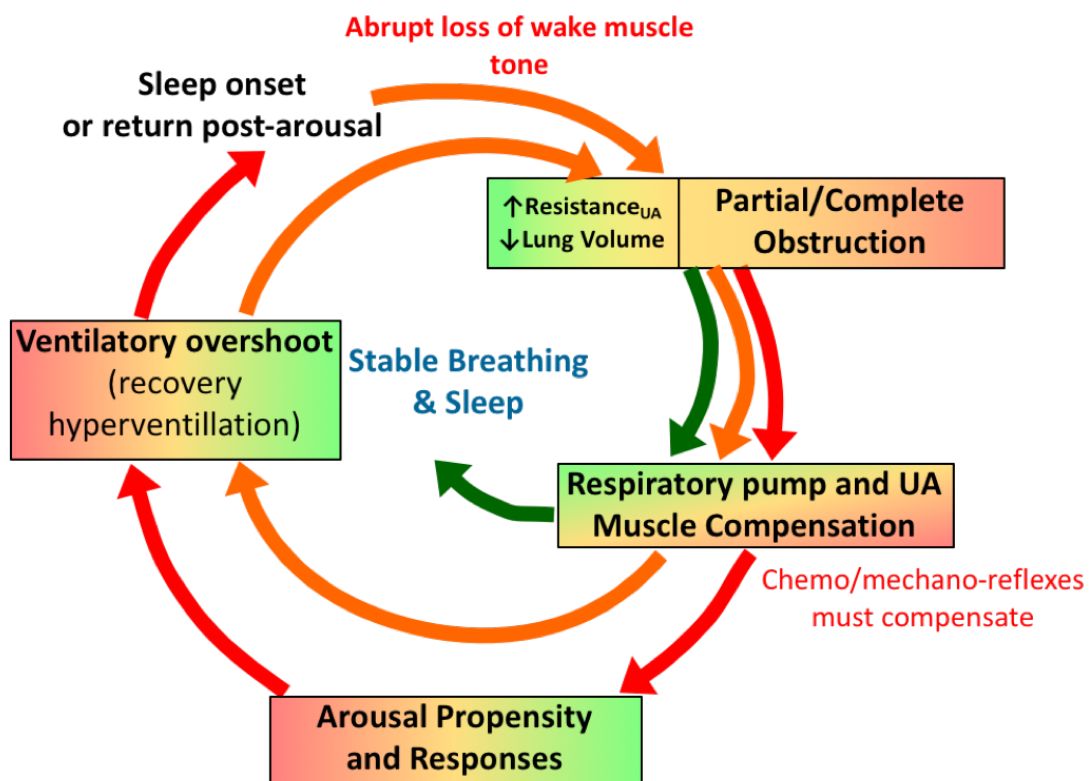 Abrupt loss of wake muscle
tone
Sleep onset
or return post-arousal
↑Resistance_UA
↓Lung Volume
Partial/Complete
Obstruction
Ventilatory overshoot
(recovery
hyperventillation)
Stable Breathing
& Sleep
Respiratory pump and UA
Muscle Compensation
Chemo/mechano-reflexes
must compensate
Arousal Propensity
and Responses